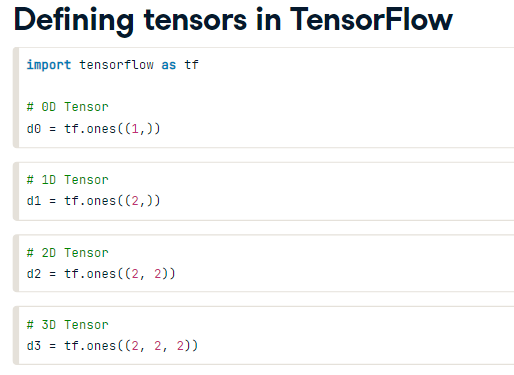 Defining tensors in TensorFlow
import tensorflow as tf
# 0D Tensor
d0 = tf.ones((1,))
# 1D Tensor
d1 = tf.ones((2,))
# 2D Tensor
d2 = tf.ones((2, 2))
# 3D Tensor
d3 = tf.ones((2, 2, 2))